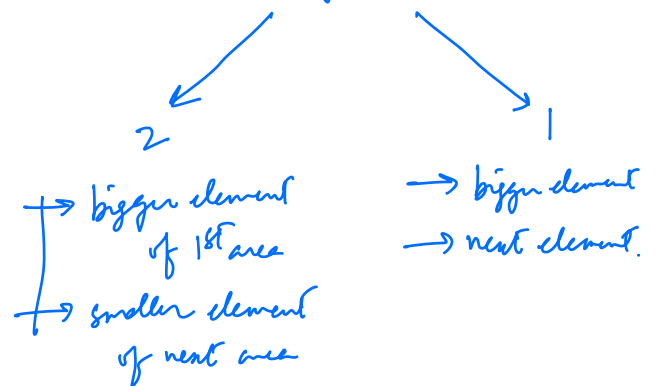 2
→ bigger element
of 1st area
→ smaller element
of next area
1
→ bigger element
→ next element.